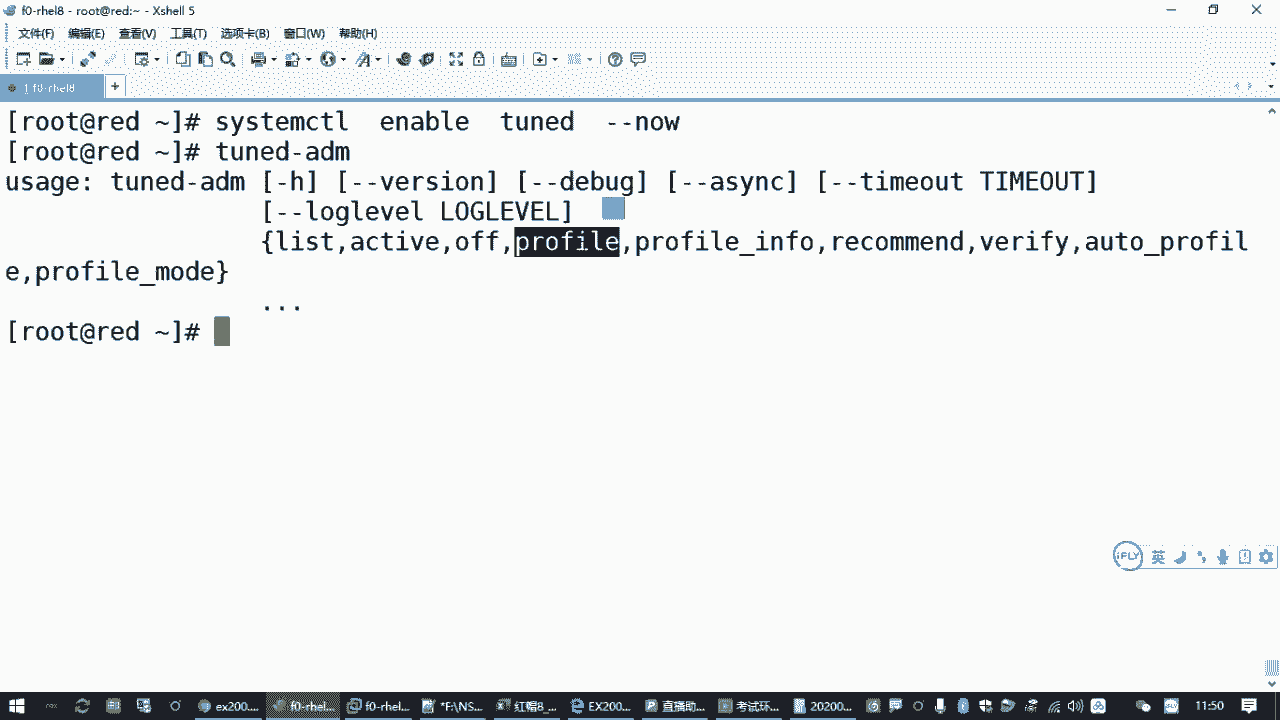 f0-rhel8 - root@red:~ - Xshell 5
文件(F) 编辑(E) 查看(V) 工具(T) 选项卡(B) 窗口(W) 帮助(H)
1 f0-rhel8
[root@red ~]# systemctl  enable  tuned  --now
[root@red ~]# tuned-adm
usage: tuned-adm [-h] [--version] [--debug] [--async] [--timeout TIMEOUT]
[--loglevel LOGLEVEL]
{list,active,off,profile,profile_info,recommend,verify,auto_profil
e,profile_mode}
...
[root@red ~]#
iFLY 英
ex200... f0-rhel... f0-rhel... *F:\NS... 红帽8_... EX200... 直播助... 考试环... 20200... 11:50